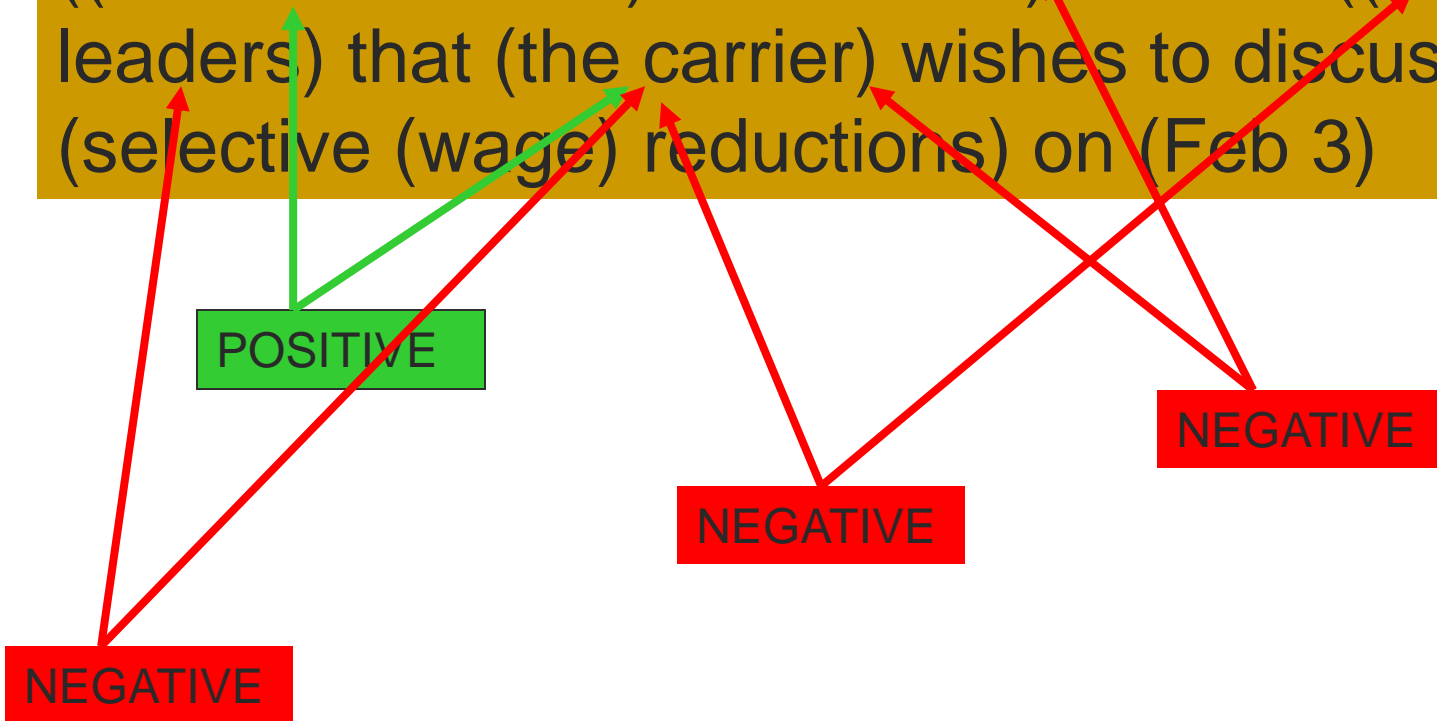 leaders) that (the carrier) wishes to discus
(selective (wage) reductions) on (Feb 3)
POSITIVE
NEGATIVE
NEGATIVE
NEGATIVE